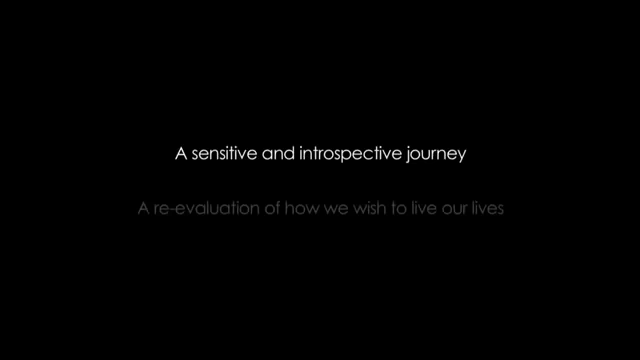 A sensitive and introspective journey
A re-evaluation of how we wish to live our lives